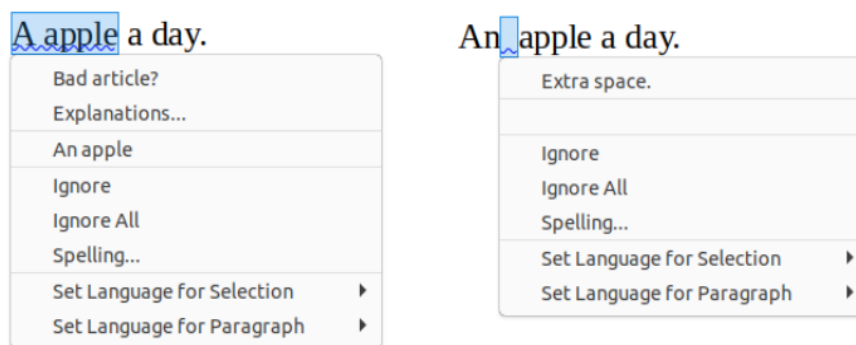 A apple a day.
Bad article?
Explanations...
An apple
Ignore
Ignore All
Spelling...
Set Language for Selection
Set Language for Paragraph
An  apple a day.
Extra space.
Ignore
Ignore All
Spelling...
Set Language for Selection
Set Language for Paragraph